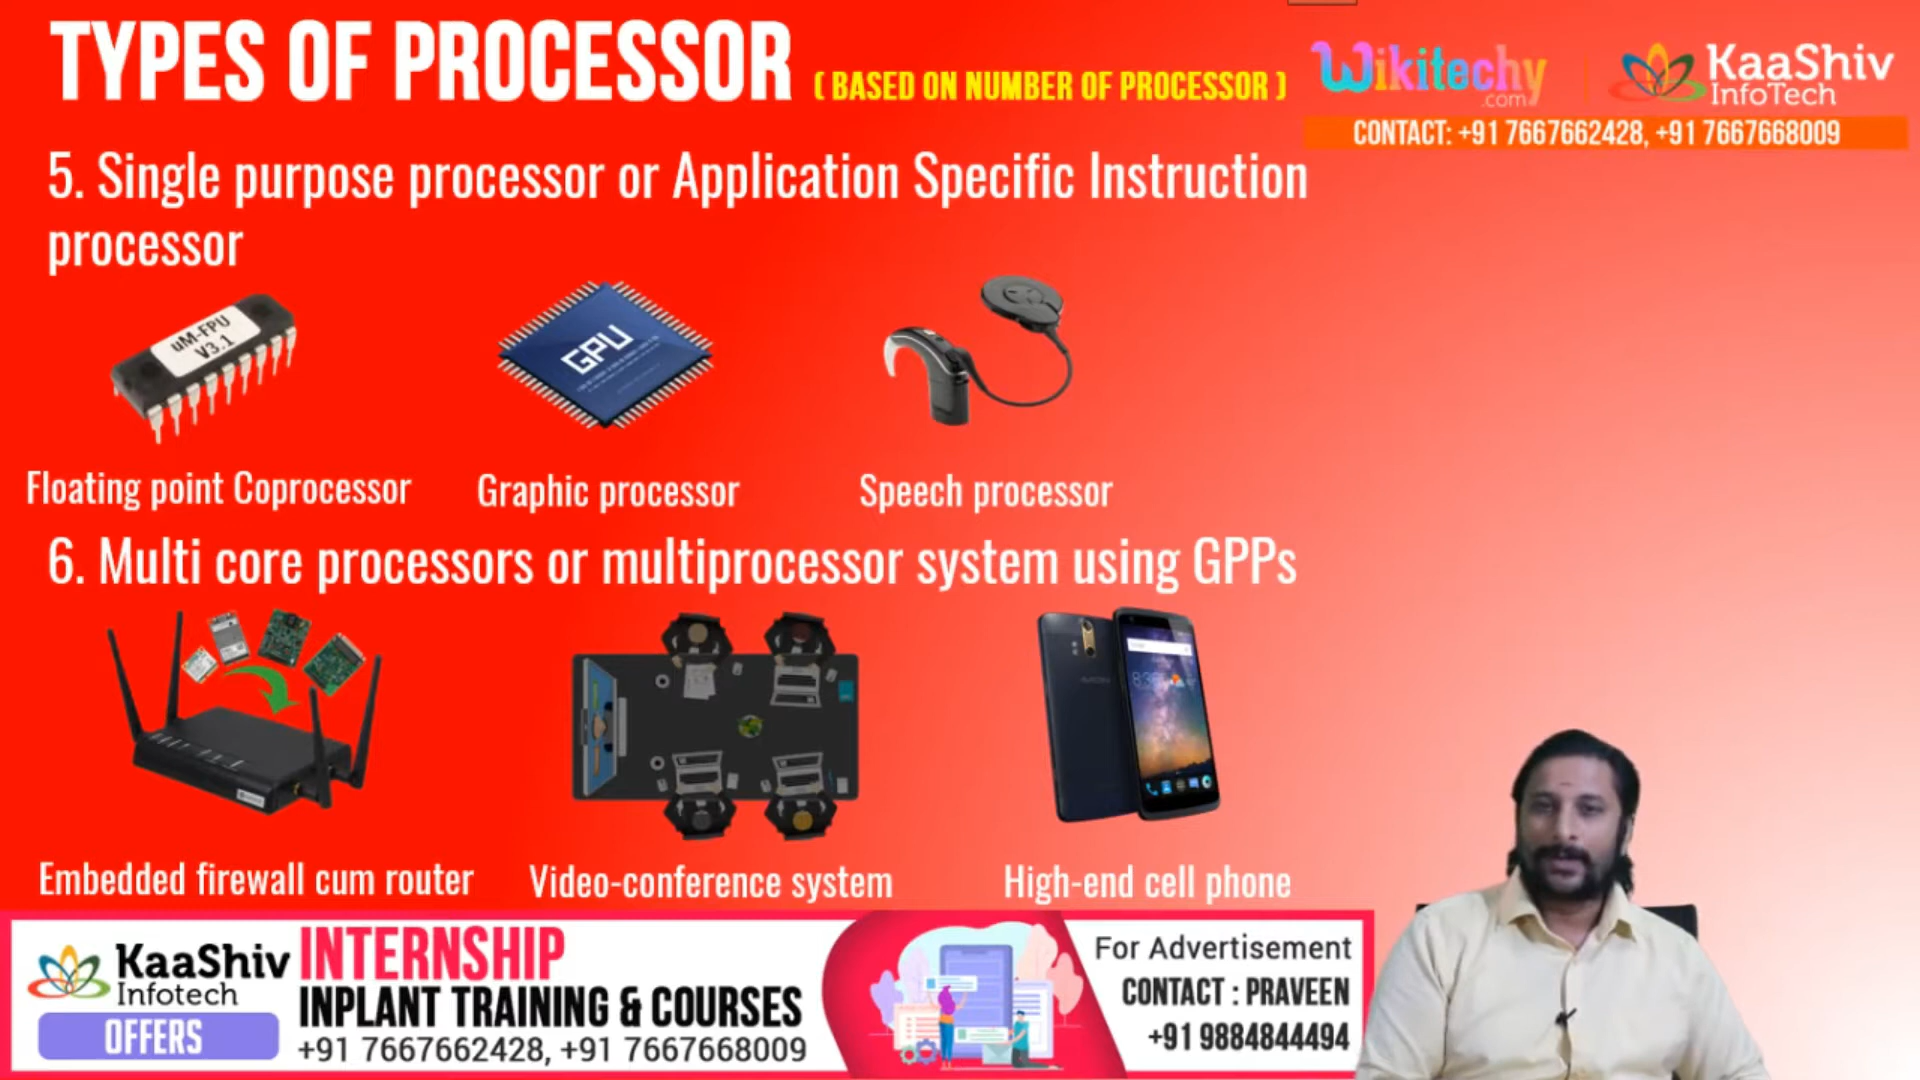 TYPES OF PROCESSOR ( BASED ON NUMBER OF PROCESSOR )
Wikitechy
.com
KaaShiv
InfoTech
CONTACT: +91 7667662428, +91 7667668009
5. Single purpose processor or Application Specific Instruction
processor
uM-FPU
V3.1
GPU
Floating point Coprocessor
Graphic processor
Speech processor
6. Multi core processors or multiprocessor system using GPPs
Embedded firewall cum router
Video-conference system
High-end cell phone
KaaShiv
Infotech
OFFERS
INTERNSHIP
INPLANT TRAINING & COURSES
+91 7667662428, +91 7667668009
For Advertisement
CONTACT : PRAVEEN
+91 9884844494